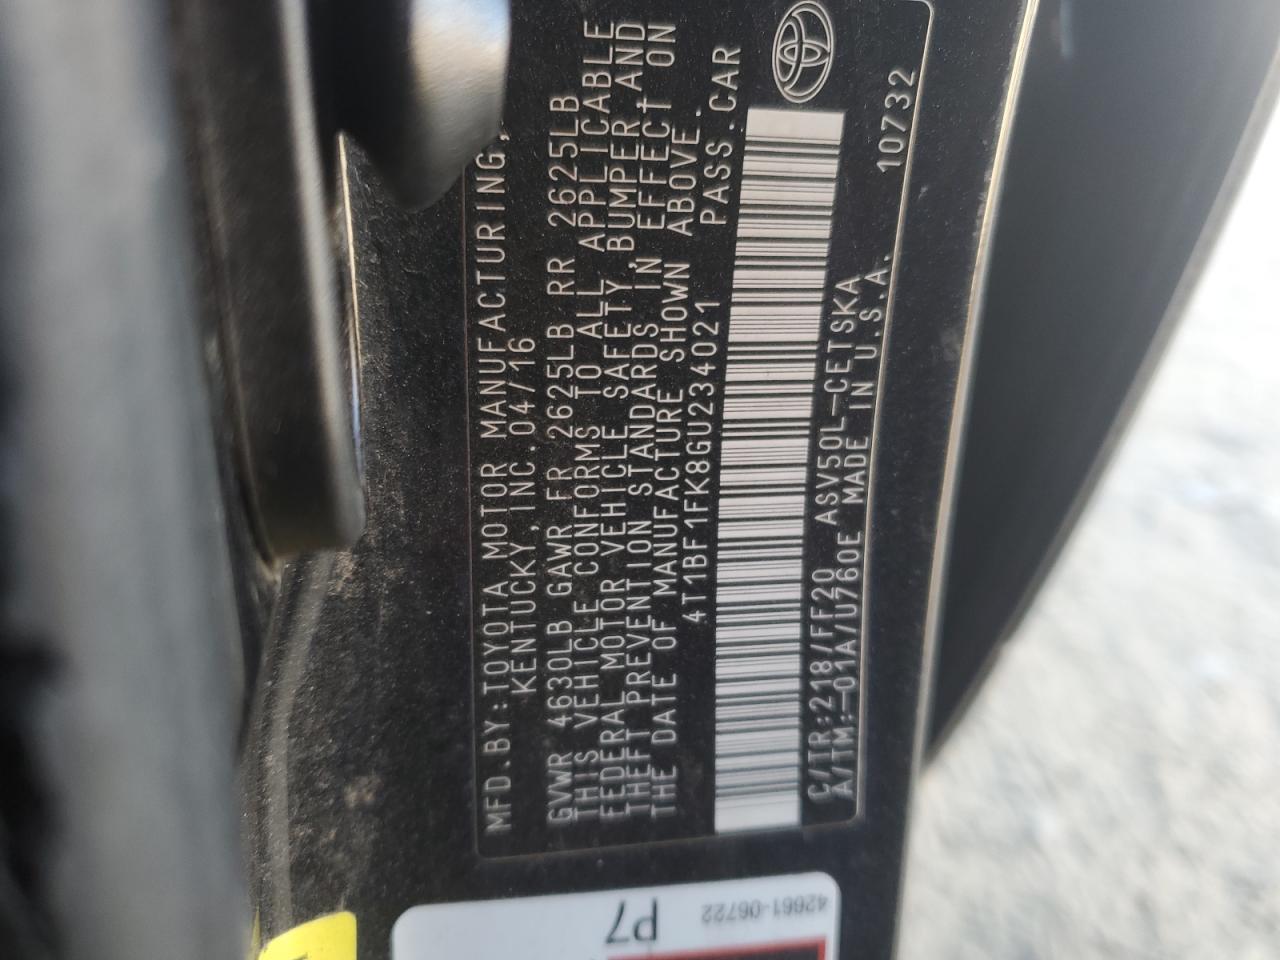 MFD.BY:TOYOTA MOTOR MANUFACTURING,
KENTUCKY,INC.04/16
GVWR 4630LB GAWR FR 2625LB RR 2625LB
THIS VEHICLE CONFORMS TO ALL APPLICABLE
FEDERAL MOTOR VEHICLE SAFETY,BUMPER,AND
THEFT PREVENTION STANDARDS IN EFFECT ON
THE DATE OF MANUFACTURE SHOWN ABOVE.
4T1BF1FK8GU234021 PASS.CAR
C/TR:218/FF20 ASV50L-CETSKA
A/TM:-01A/U760E MADE IN U.S.A. 10732
42661-06722
P7